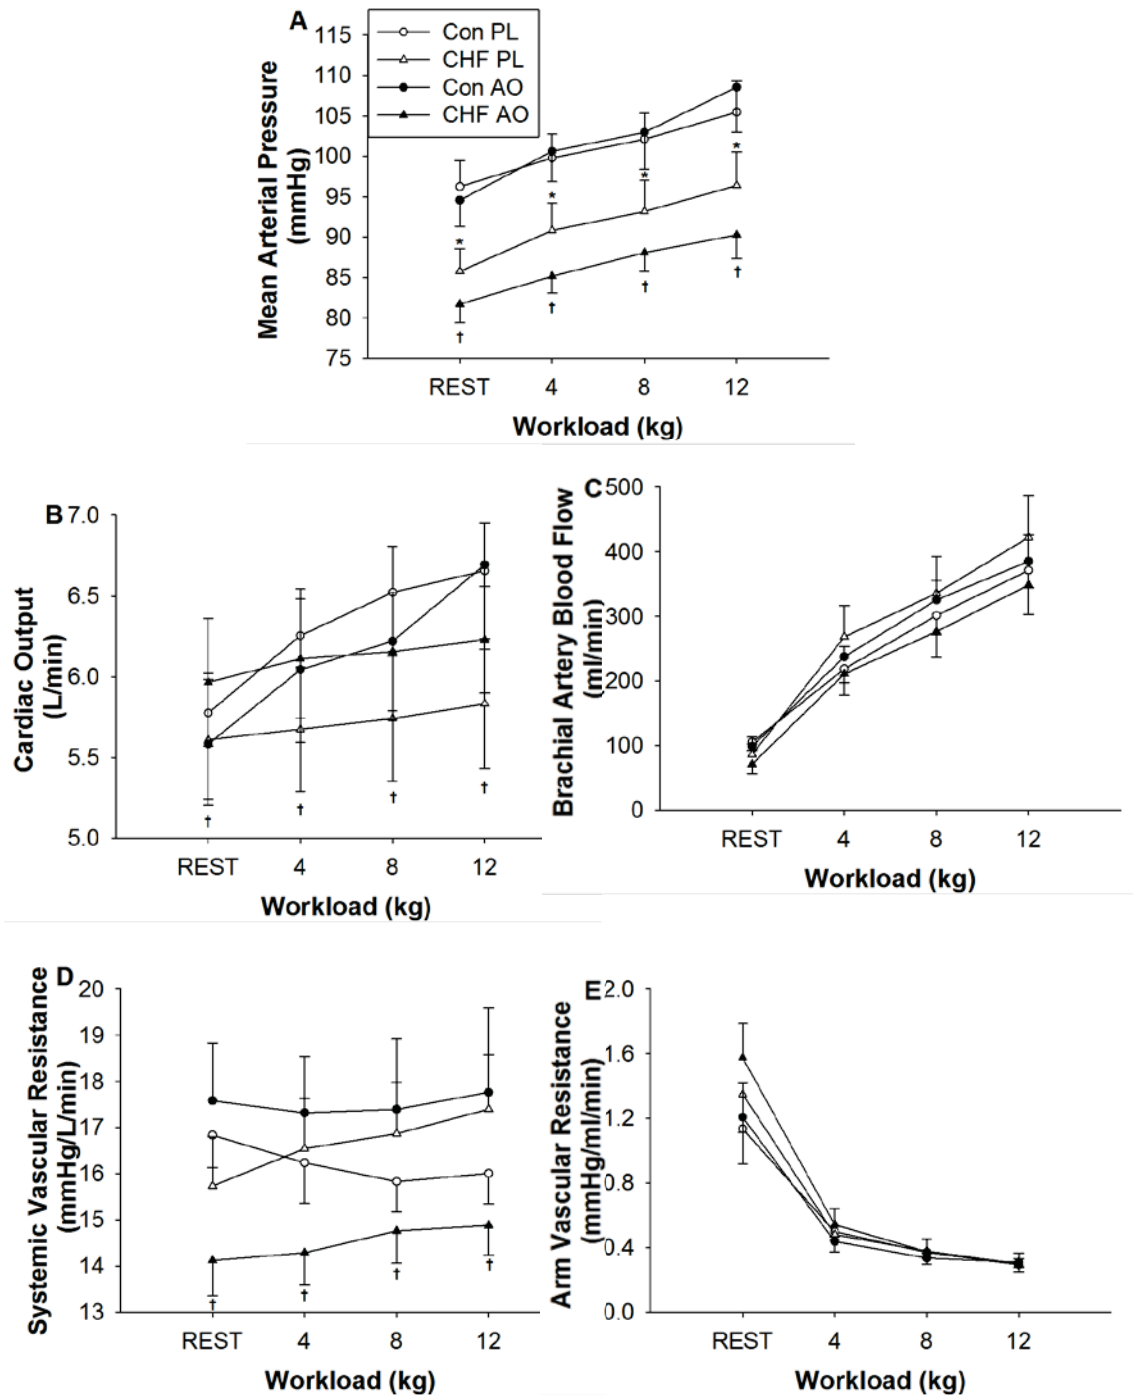 A
Con PL
CHF PL
Con AO
CHF AO
Mean Arterial Pressure
(mmHg)
115
110
105
100
95
90
85
80
75
*
*
*
*
†
†
†
†
REST 4 8 12
Workload (kg)
B
Cardiac Output
(L/min)
7.0
6.5
6.0
5.5
5.0
†
†
†
†
REST 4 8 12
Workload (kg)
C
Brachial Artery Blood Flow
(ml/min)
500
400
300
200
100
0
REST 4 8 12
Workload (kg)
D
Systemic Vascular Resistance
(mmHg/L/min)
20
19
18
17
16
15
14
13
†
†
†
†
REST 4 8 12
Workload (kg)
E
Arm Vascular Resistance
(mmHg/ml/min)
2.0
1.6
1.2
0.8
0.4
0.0
REST 4 8 12
Workload (kg)